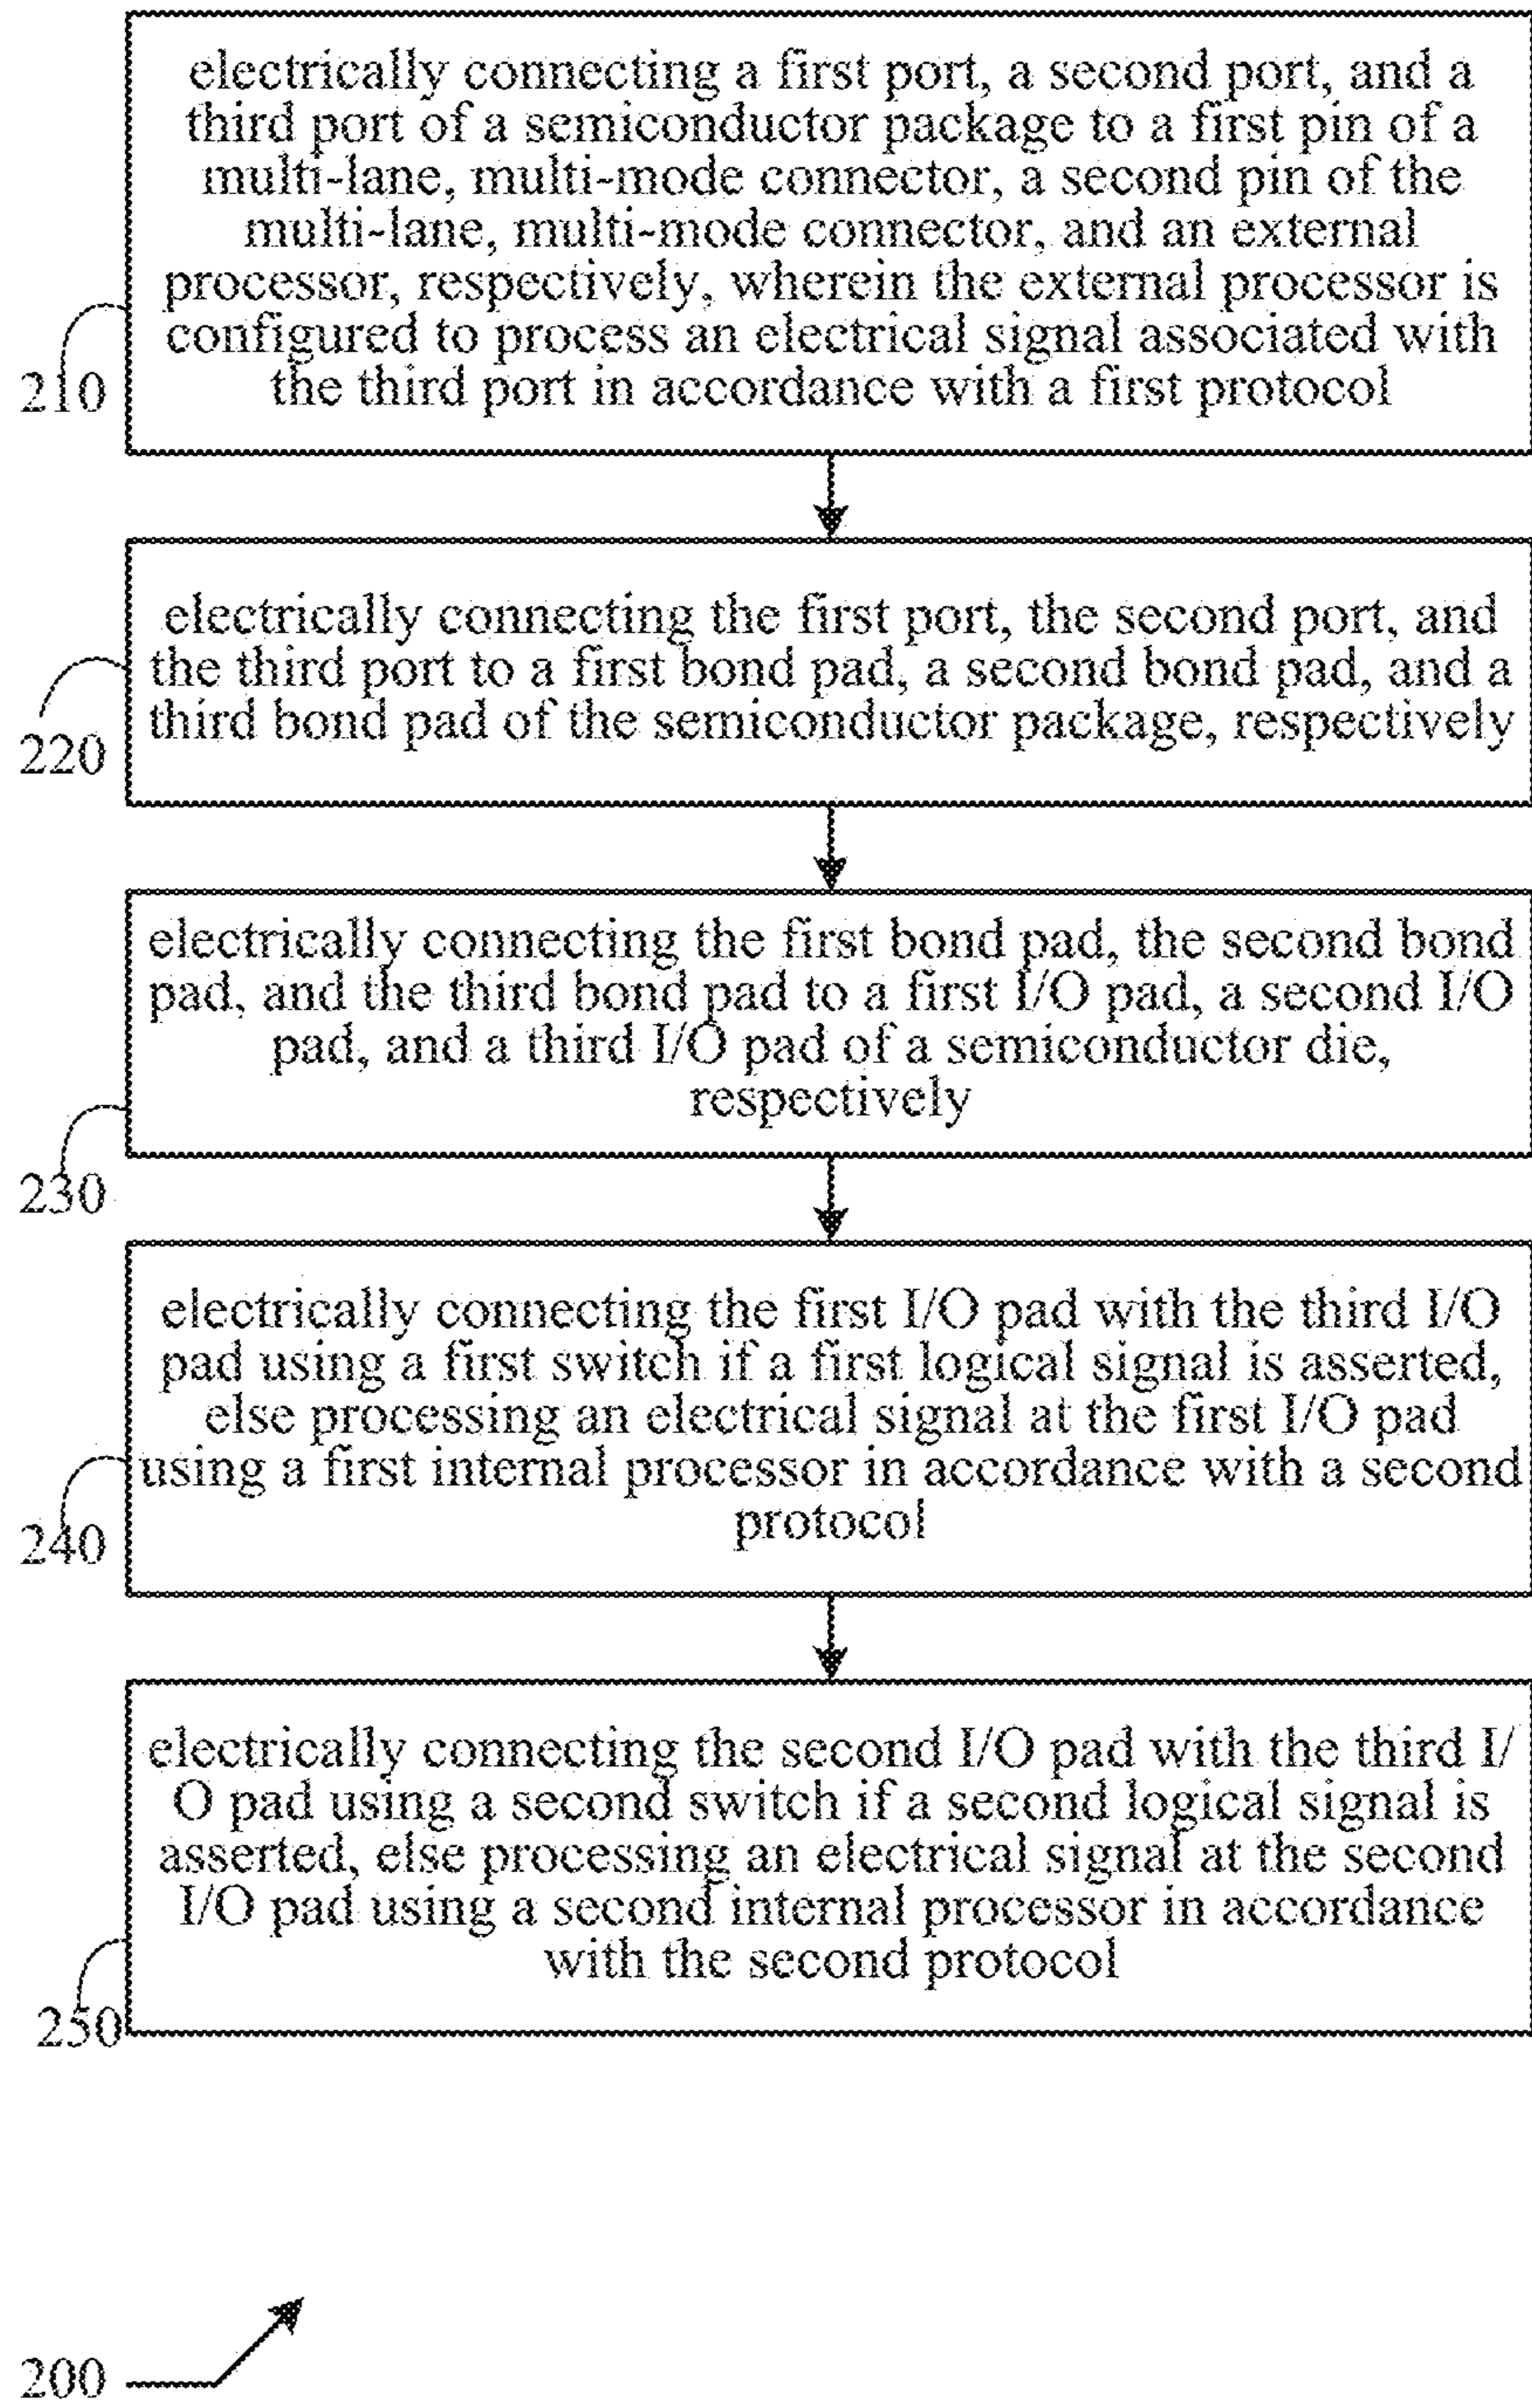 electrically connecting a first port, a second port, and a
third port of a semiconductor package to a first pin of a
multi-lane, multi-mode connector, a second pin of the
multi-lane, multi-mode connector, and an external
processor, respectively, wherein the external processor is
configured to process an electrical signal associated with
the third port in accordance with a first protocol
210
electrically connecting the first port, the second port, and
the third port to a first bond pad, a second bond pad, and a
third bond pad of the semiconductor package, respectively
220
electrically connecting the first bond pad, the second bond
pad, and the third bond pad to a first I/O pad, a second I/O
pad, and a third I/O pad of a semiconductor die,
respectively
230
electrically connecting the first I/O pad with the third I/O
pad using a first switch if a first logical signal is asserted,
else processing an electrical signal at the first I/O pad
using a first internal processor in accordance with a second
protocol
240
electrically connecting the second I/O pad with the third I/
O pad using a second switch if a second logical signal is
asserted, else processing an electrical signal at the second
I/O pad using a second internal processor in accordance
with the second protocol
250
200